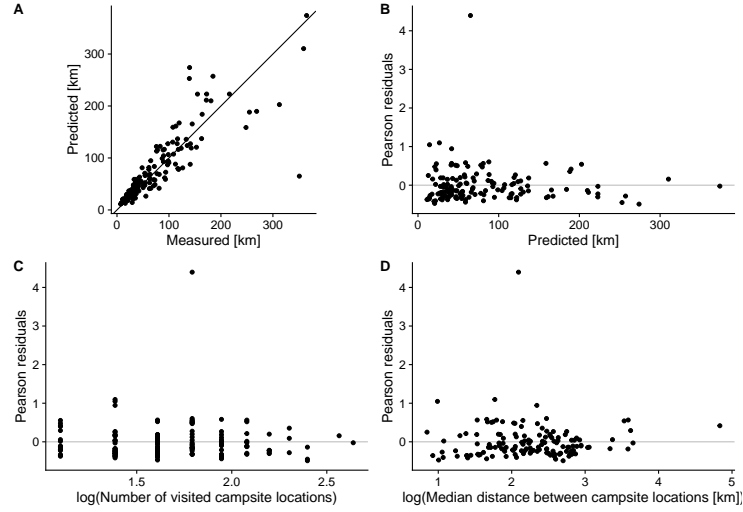 A
B
Predicted [km]
300
200
100
0
0
100
200
300
Measured [km]
Pearson residuals
4
3
2
1
0
0
100
200
300
Predicted [km]
C
D
Pearson residuals
4
3
2
1
0
1.5
2.0
2.5
log(Number of visited campsite locations)
Pearson residuals
4
3
2
1
0
1
2
3
4
5
log(Median distance between campsite locations [km])